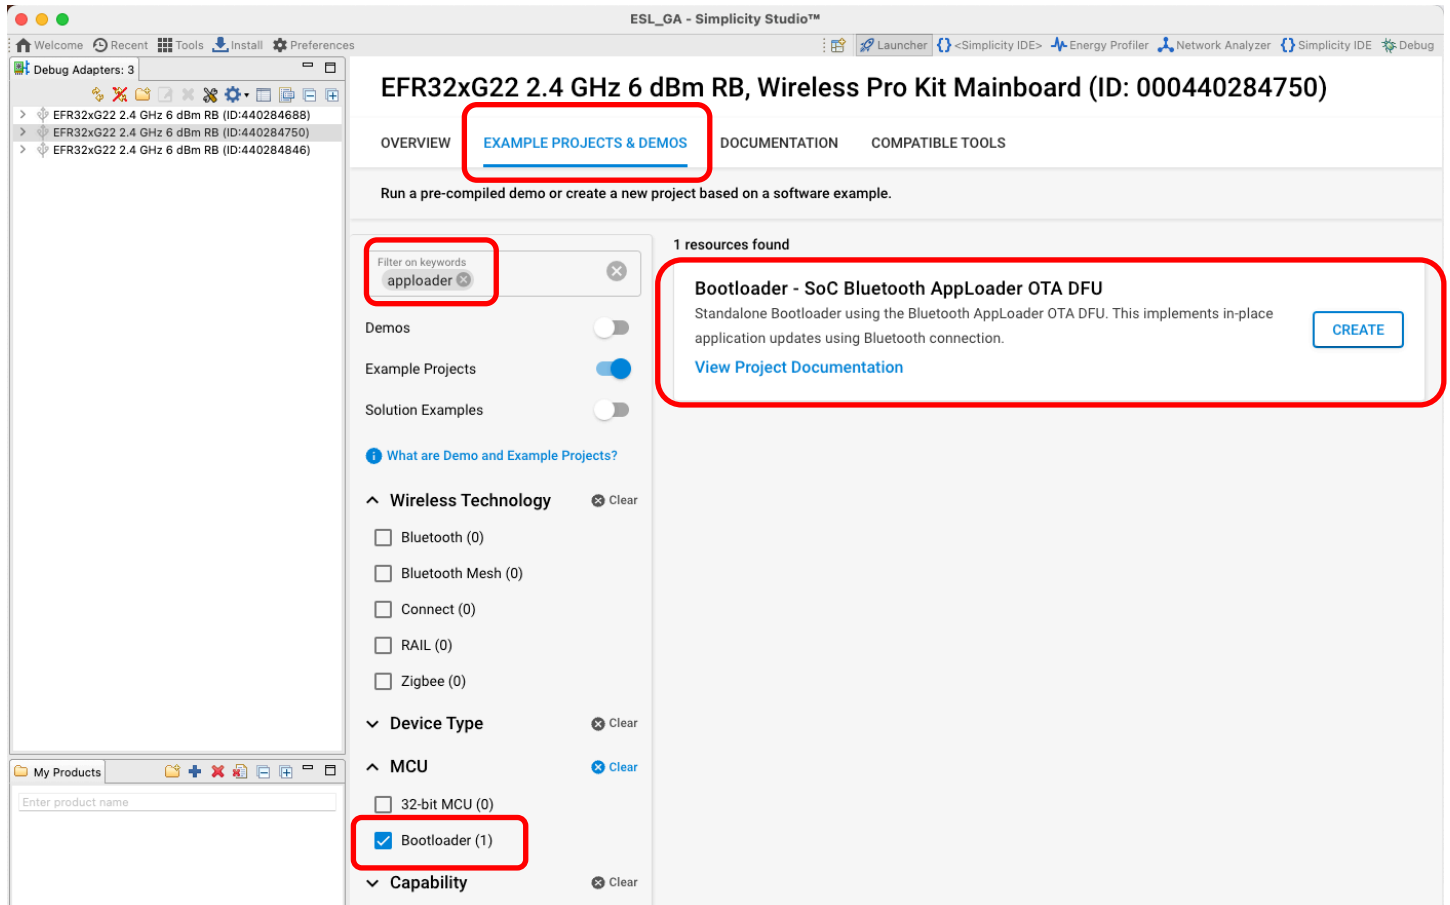 ESL_GA - Simplicity Studio™
Welcome Recent Tools Install Preferences
Launcher <Simplicity IDE> Energy Profiler Network Analyzer Simplicity IDE Debug
Debug Adapters: 3
EFR32xG22 2.4 GHz 6 dBm RB (ID:440284688)
EFR32xG22 2.4 GHz 6 dBm RB (ID:440284750)
EFR32xG22 2.4 GHz 6 dBm RB (ID:440284846)
My Products
Enter product name
EFR32xG22 2.4 GHz 6 dBm RB, Wireless Pro Kit Mainboard (ID: 000440284750)
OVERVIEW EXAMPLE PROJECTS & DEMOS DOCUMENTATION COMPATIBLE TOOLS
Run a pre-compiled demo or create a new project based on a software example.
Filter on keywords
apploader
Demos
Example Projects
Solution Examples
What are Demo and Example Projects?
Wireless Technology Clear
Bluetooth (0)
Bluetooth Mesh (0)
Connect (0)
RAIL (0)
Zigbee (0)
Device Type Clear
MCU Clear
32-bit MCU (0)
Bootloader (1)
Capability Clear
1 resources found
Bootloader - SoC Bluetooth AppLoader OTA DFU
Standalone Bootloader using the Bluetooth AppLoader OTA DFU. This implements in-place
application updates using Bluetooth connection.
View Project Documentation
CREATE